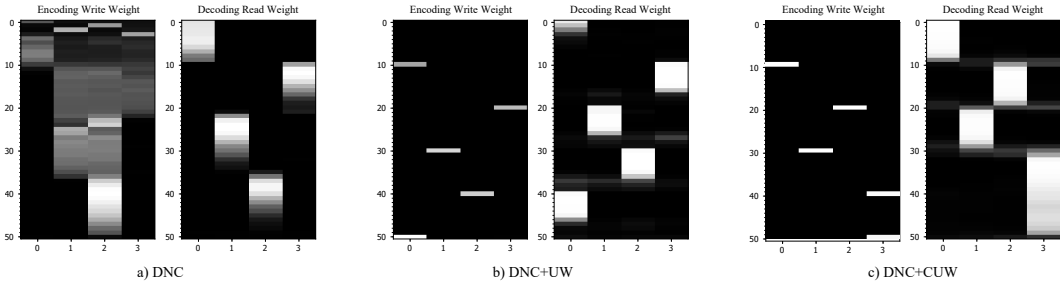 Encoding Write Weight
Decoding Read Weight
Encoding Write Weight
Decoding Read Weight
Encoding Write Weight
Decoding Read Weight
0 0 0
10 10 10
20 20 20
30 30 30
40 40 40
50 50 50
0 1 2 3 0 1 2 3 0 1 2 3 0 1 2 3 0 1 2 3 0 1 2 3
a) DNC b) DNC+UW c) DNC+CUW